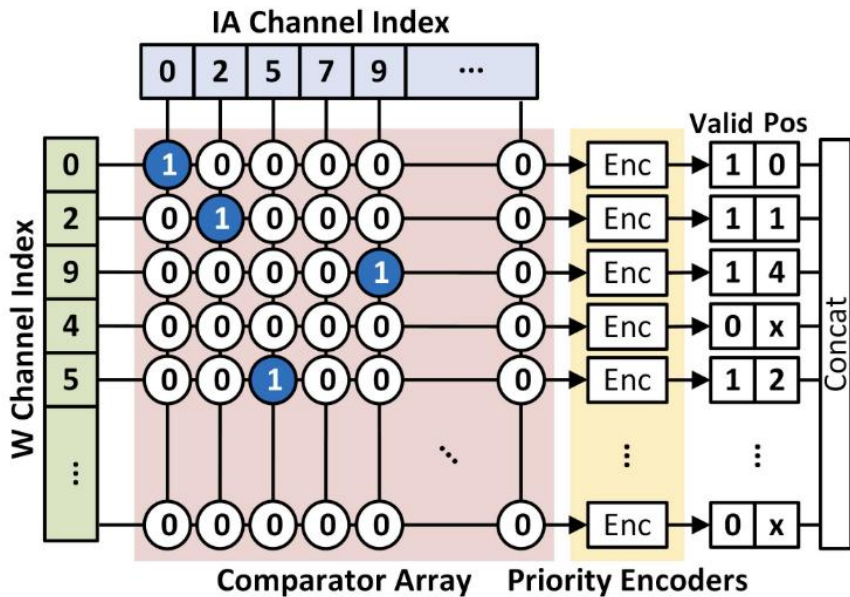 IA Channel Index
0 2 5 7 9 ...
Valid Pos
0 1 0 0 0 0 0 Enc 1 0
2 0 1 0 0 0 0 Enc 1 1
9 0 0 0 0 1 0 Enc 1 4
4 0 0 0 0 0 0 Enc 0 x
5 0 0 1 0 0 0 Enc 1 2
... ... ... ...
0 0 0 0 0 0 Enc 0 x
W Channel Index
Concat
Comparator Array Priority Encoders